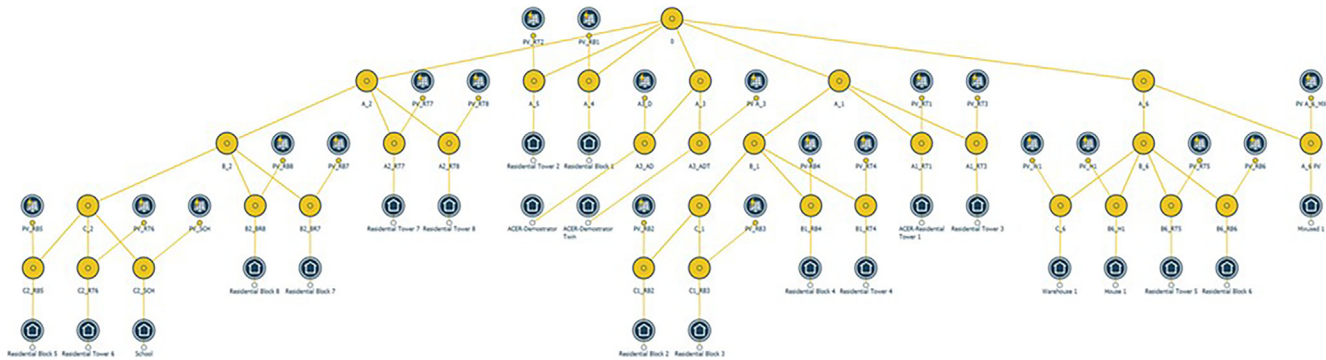 PV_RT2
PV_RB1
0
A_2
PV_RT7
PV_RT8
A_5
A_4
A3_D
A_3
PV A_3
A_1
PV_RT1
PV_RT3
A_6
B_2
PV_RB8
PV_RB7
A2_RT7
A2_RT8
Residential Tower 2
Residential Block 1
A3_AD
A3_ADT
B_1
PV_RB4
PV_RT4
A1_RT1
A1_RT3
PV_H1
B_6
PV_RT5
PV_RB6
A_6 PV
PV_RB5
C_2
PV_RT6
PV_SCH
B2_BR8
B2_BR7
Residential Tower 7
Residential Tower 8
ACER-Demostrator
ACER-Demostrator
Twin
PV_RB2
C_1
PV_RB3
B1_RB4
B1_RT4
ACER-Residential
Tower 1
Residential Tower 3
C_6
B6_H1
B6_RT5
B6_RB6
Minused 1
C2_RB5
C2_RT6
C2_SCH
Residential Block 8
Residential Block 7
C1_RB2
C1_RB3
Residential Block 4
Residential Tower 4
Warehouse 1
House 1
Residential Tower 5
Residential Block 6
Residential Block 5
Residential Tower 6
School
Residential Block 2
Residential Block 3